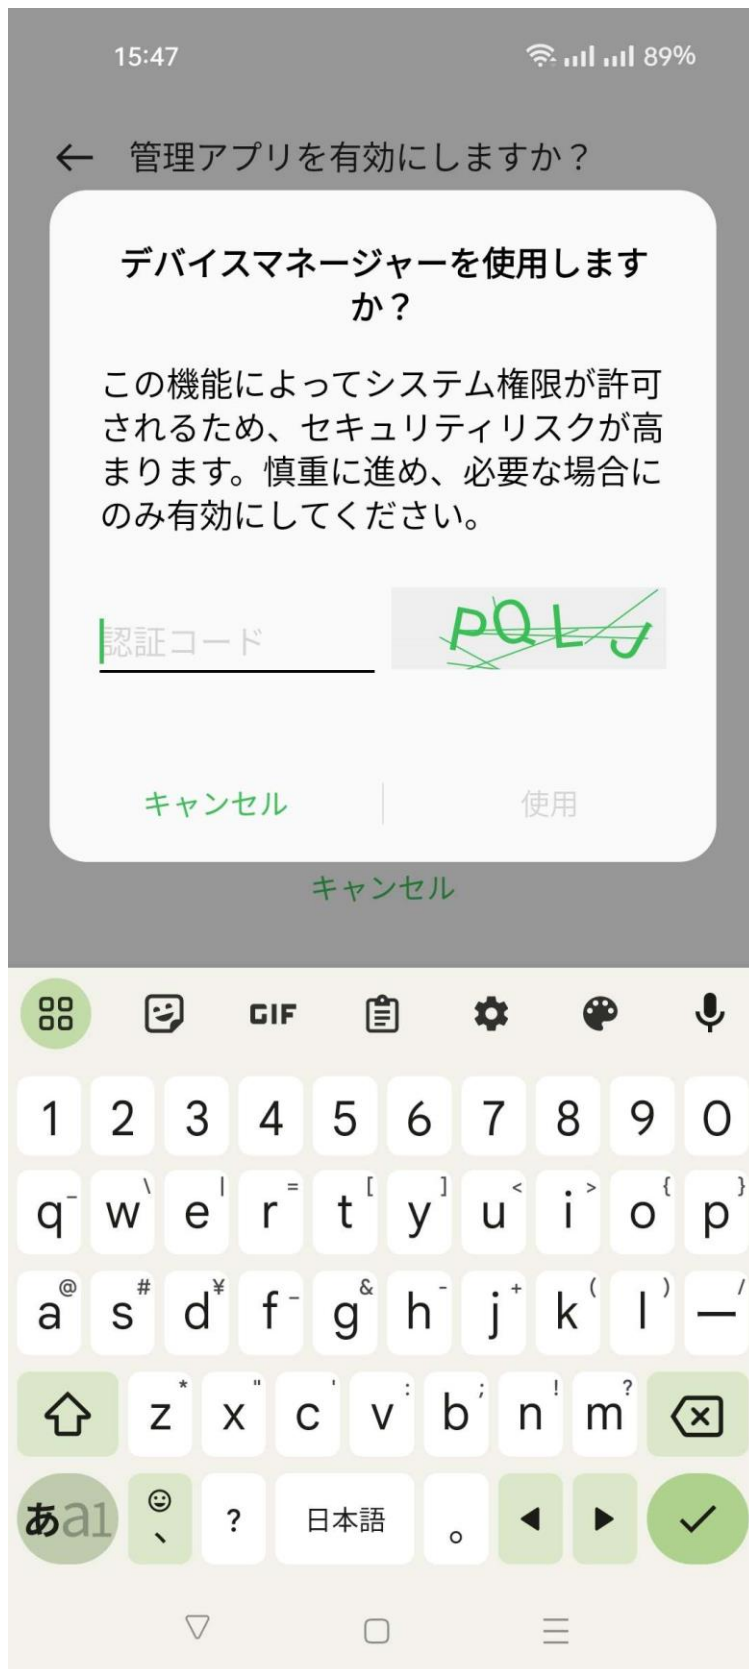 15:47 89%
← 管理アプリを有効にしますか？
デバイスマネージャーを使用します
か？
この機能によってシステム権限が許可
されるため、セキュリティリスクが高
まります。慎重に進め、必要な場合に
のみ有効にしてください。
認証コード PQLJ
キャンセル 使用
キャンセル
GIF
1 2 3 4 5 6 7 8 9 0
q - w \ e | r = t [ y ] u < i > o { p }
a @ s # d ¥ f _ g & h - j + k ( l ) ー /
z * x " c ' v : b ; n ! m ?
あa1 、 ? 日本語 。